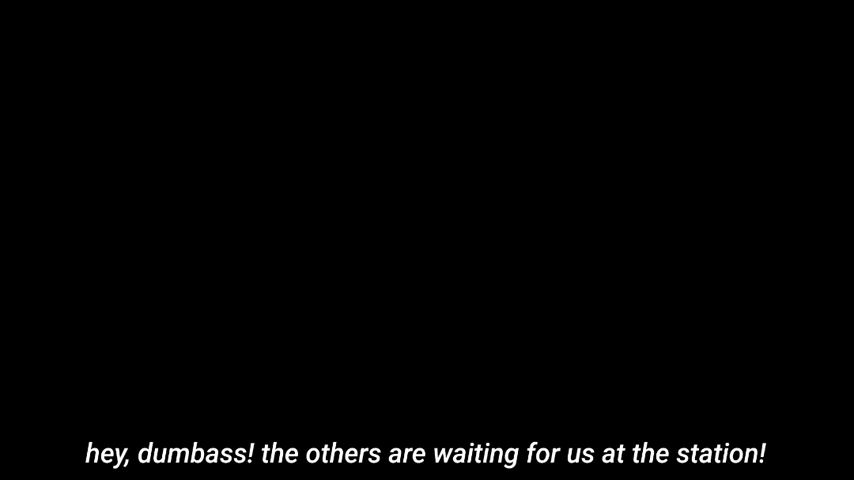 hey, dumbass! the others are waiting for us at the station!